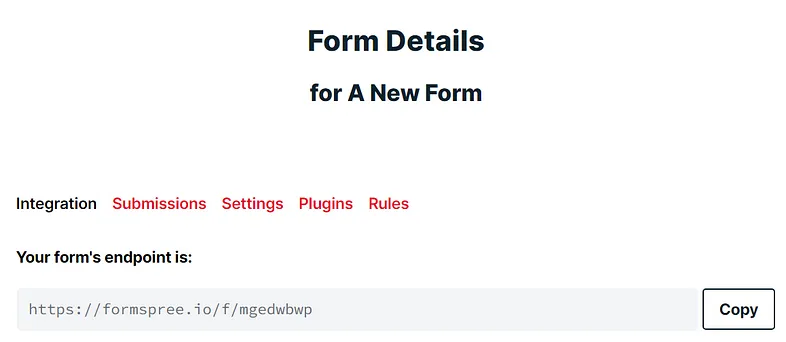 Form Details
for A New Form
Integration Submissions Settings Plugins Rules
Your form's endpoint is:
https://formspree.io/f/mgedwbwp Copy